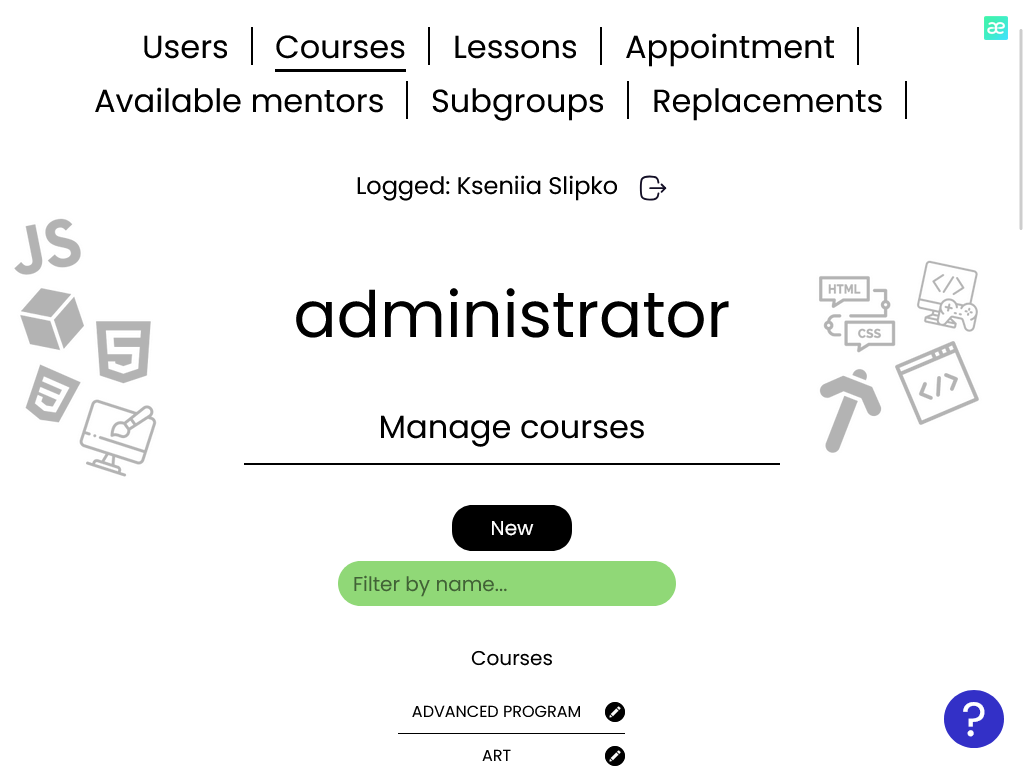 Users Courses Lessons Appointment
Available mentors Subgroups Replacements
Logged: Kseniia Slipko
æ
JS
HTML
CSS
</>
</>
administrator
Manage courses
New
Filter by name...
Courses
ADVANCED PROGRAM
ART
?